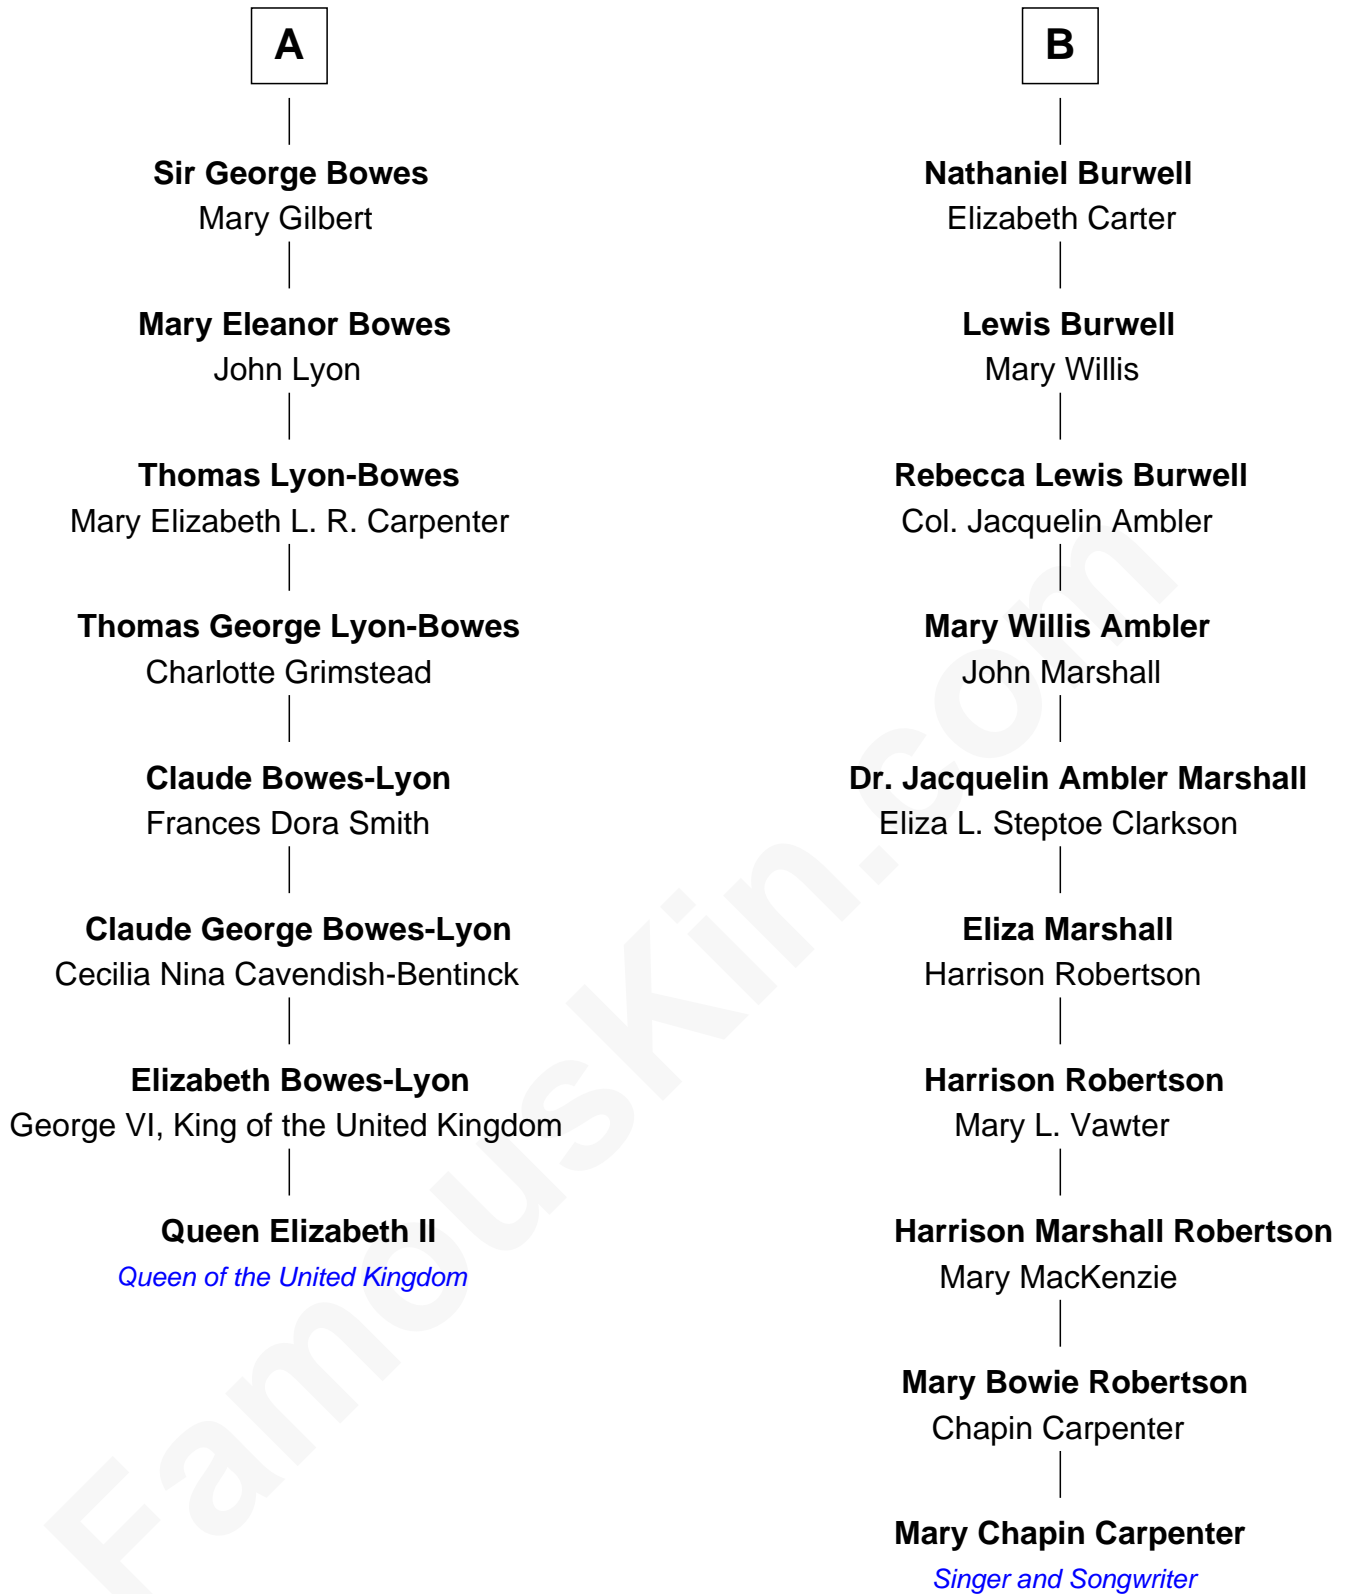 A
Sir George Bowes
Mary Gilbert
Mary Eleanor Bowes
John Lyon
Thomas Lyon-Bowes
Mary Elizabeth L. R. Carpenter
Thomas George Lyon-Bowes
Charlotte Grimstead
Claude Bowes-Lyon
Frances Dora Smith
Claude George Bowes-Lyon
Cecilia Nina Cavendish-Bentinck
Elizabeth Bowes-Lyon
George VI, King of the United Kingdom
Queen Elizabeth II
Queen of the United Kingdom
B
Nathaniel Burwell
Elizabeth Carter
Lewis Burwell
Mary Willis
Rebecca Lewis Burwell
Col. Jacquelin Ambler
Mary Willis Ambler
John Marshall
Dr. Jacquelin Ambler Marshall
Eliza L. Steptoe Clarkson
Eliza Marshall
Harrison Robertson
Harrison Robertson
Mary L. Vawter
Harrison Marshall Robertson
Mary MacKenzie
Mary Bowie Robertson
Chapin Carpenter
Mary Chapin Carpenter
Singer and Songwriter
FamousKin.com